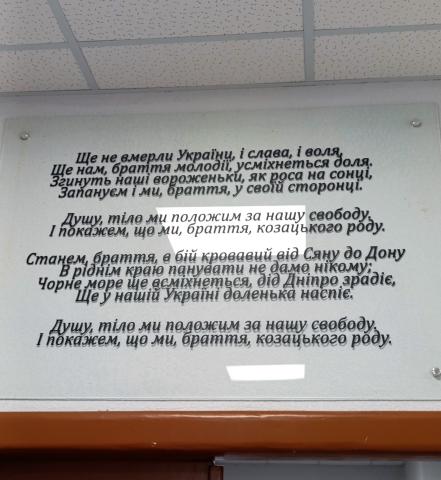 Ще не вмерли Україну, і слава, і воля,
Ще нам, браття молодії, усміхнеться доля.
Згинуть наші вороженьки, як роса на сонці,
Запануєм і ми, браття, у своїй сторонці.
Душу, тіло ми положим за нашу свободу.
І покажем, що ми, браття, козацького роду.
Станем, браття, в бій кровавий від Сяну до Дону
В ріднім краю панувати не дамо нікому;
Чорне море ще всміхнеться, дід Дніпро зрадіє,
Ще у нашій Україні доленька наспіє.
Душу, тіло ми положим за нашу свободу.
І покажем, що ми, браття, козацького роду.